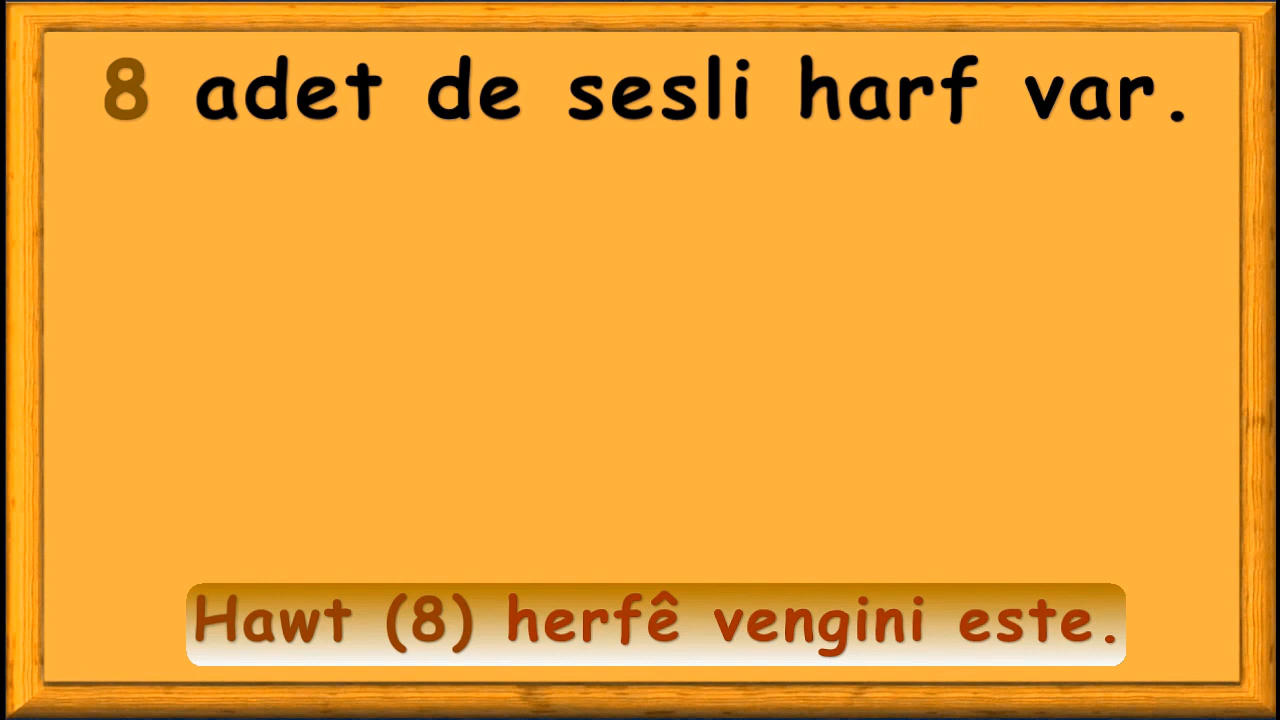 8 adet de sesli harf var.
Hawt (8) herfê vengini este.